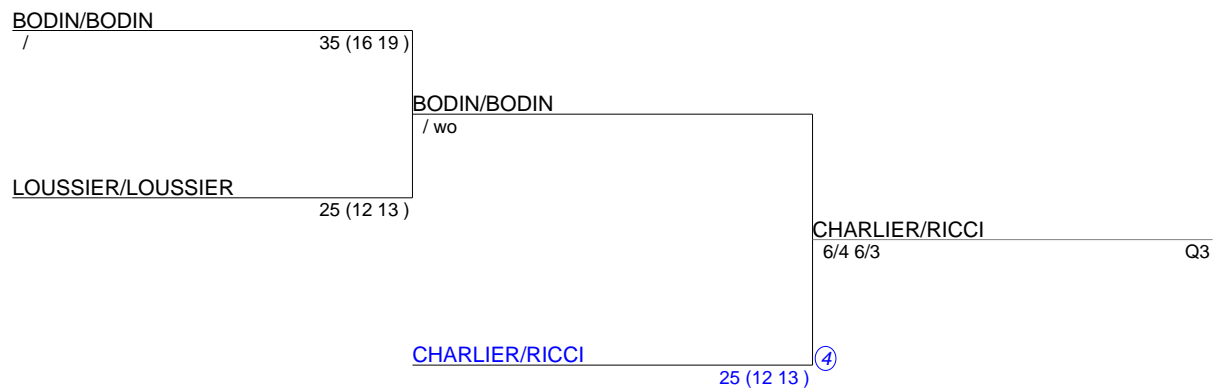 BODIN/BODIN
/ 35 (16 19 )
BODIN/BODIN
/ wo
LOUSSIER/LOUSSIER
25 (12 13 )
CHARLIER/RICCI
6/4 6/3 Q3
CHARLIER/RICCI 4
25 (12 13 )